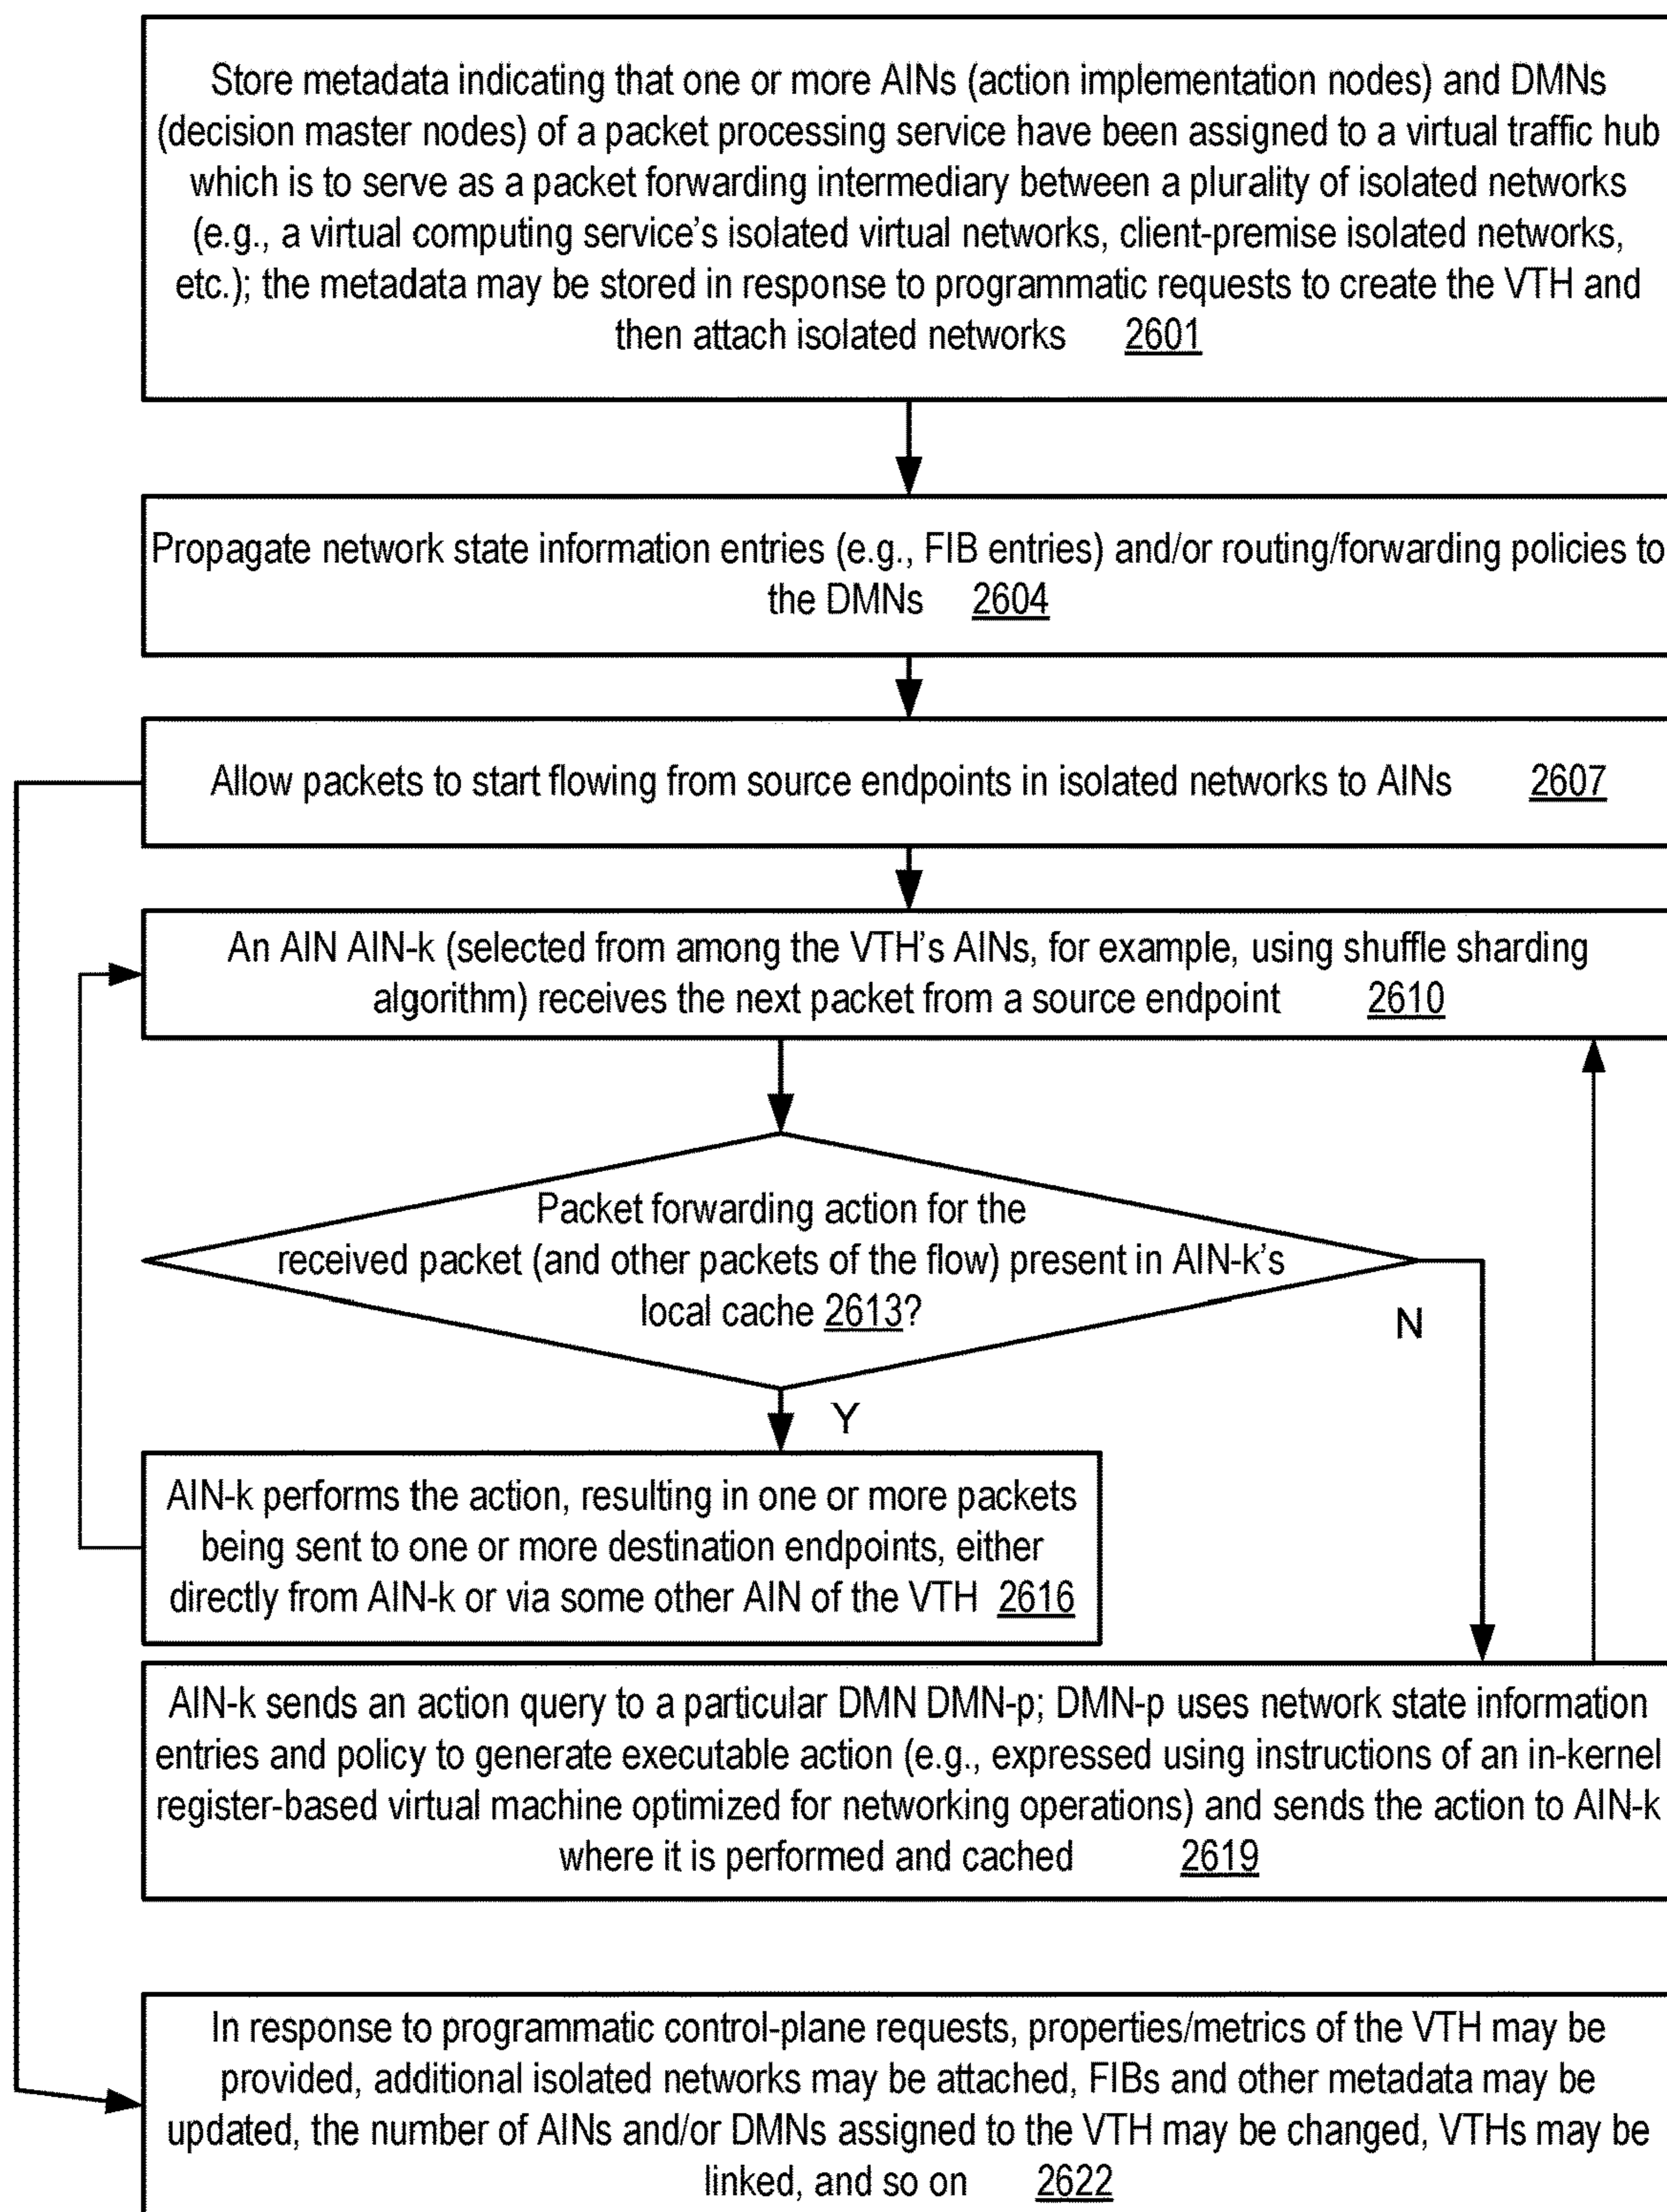 Store metadata indicating that one or more AINs (action implementation nodes) and DMNs
(decision master nodes) of a packet processing service have been assigned to a virtual traffic hub
which is to serve as a packet forwarding intermediary between a plurality of isolated networks
(e.g., a virtual computing service's isolated virtual networks, client-premise isolated networks,
etc.); the metadata may be stored in response to programmatic requests to create the VTH and
then attach isolated networks 2601
Propagate network state information entries (e.g., FIB entries) and/or routing/forwarding policies to
the DMNs 2604
Allow packets to start flowing from source endpoints in isolated networks to AINs 2607
An AIN AIN-k (selected from among the VTH's AINs, for example, using shuffle sharding
algorithm) receives the next packet from a source endpoint 2610
Packet forwarding action for the
received packet (and other packets of the flow) present in AIN-k's
local cache 2613?
N
Y
AIN-k performs the action, resulting in one or more packets
being sent to one or more destination endpoints, either
directly from AIN-k or via some other AIN of the VTH 2616
AIN-k sends an action query to a particular DMN DMN-p; DMN-p uses network state information
entries and policy to generate executable action (e.g., expressed using instructions of an in-kernel
register-based virtual machine optimized for networking operations) and sends the action to AIN-k
where it is performed and cached 2619
In response to programmatic control-plane requests, properties/metrics of the VTH may be
provided, additional isolated networks may be attached, FIBs and other metadata may be
updated, the number of AINs and/or DMNs assigned to the VTH may be changed, VTHs may be
linked, and so on 2622